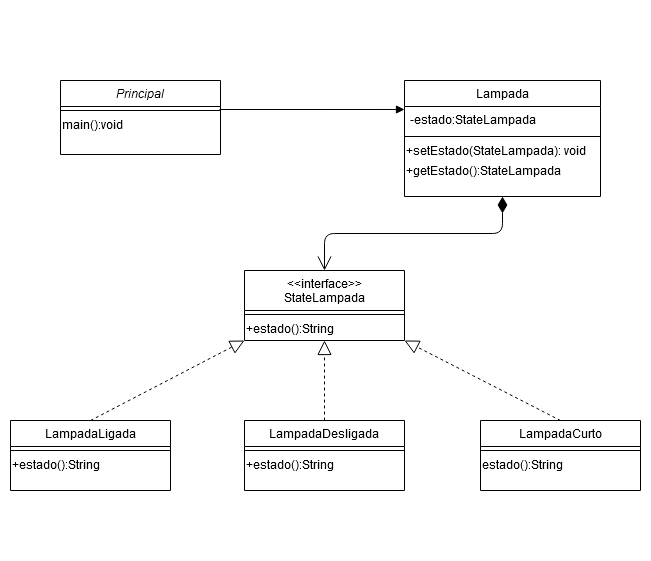 Principal
main():void
Lampada
-estado:StateLampada
+setEstado(StateLampada): void
+getEstado():StateLampada
<<interface>>
StateLampada
+estado():String
LampadaLigada
+estado():String
LampadaDesligada
+estado():String
LampadaCurto
estado():String